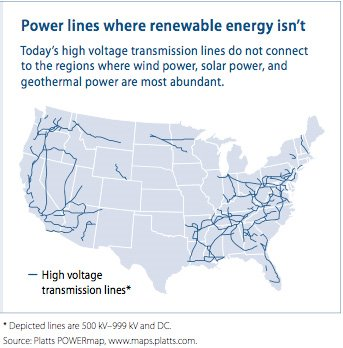 Power lines where renewable energy isn't
Today's high voltage transmission lines do not connect
to the regions where wind power, solar power, and
geothermal power are most abundant.
— High voltage
transmission lines*
* Depicted lines are 500 kV–999 kV and DC.
Source: Platts POWERmap, www.maps.platts.com.